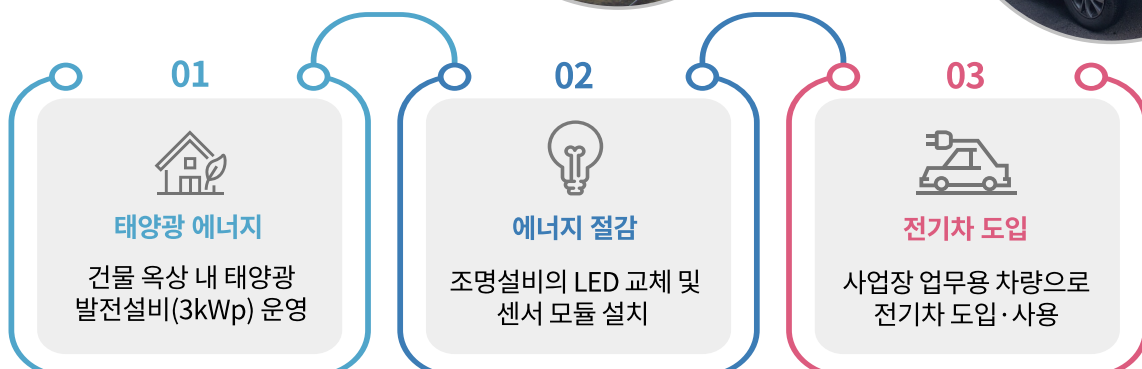 01
태양광 에너지
건물 옥상 내 태양광
발전설비(3kWp) 운영
02
에너지 절감
조명설비의 LED 교체 및
센서 모듈 설치
03
전기차 도입
사업장 업무용 차량으로
전기차 도입·사용